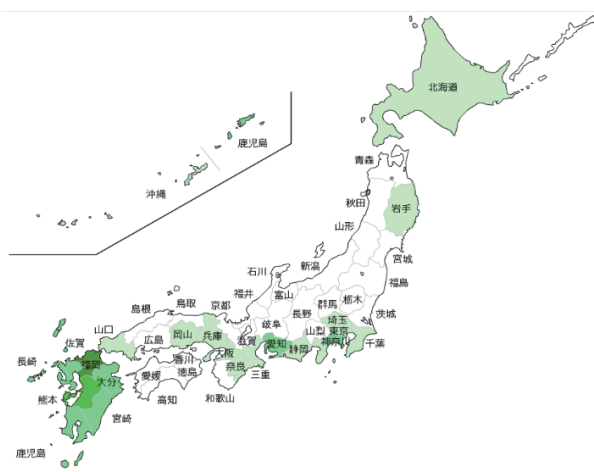 北海道
鹿児島
青森
沖縄
秋田
岩手
山形
宮城
新潟
石川
福島
福井
富山
栃木
群馬
京都
鳥取
島根
長野
茨城
埼玉
岐阜
山口
岡山
兵庫
滋賀
山梨
東京
広島
佐賀
愛知
静岡
神奈川
千葉
大阪
香川
長崎
福岡
奈良
徳島
三重
愛媛
大分
熊本
高知
和歌山
宮崎
鹿児島